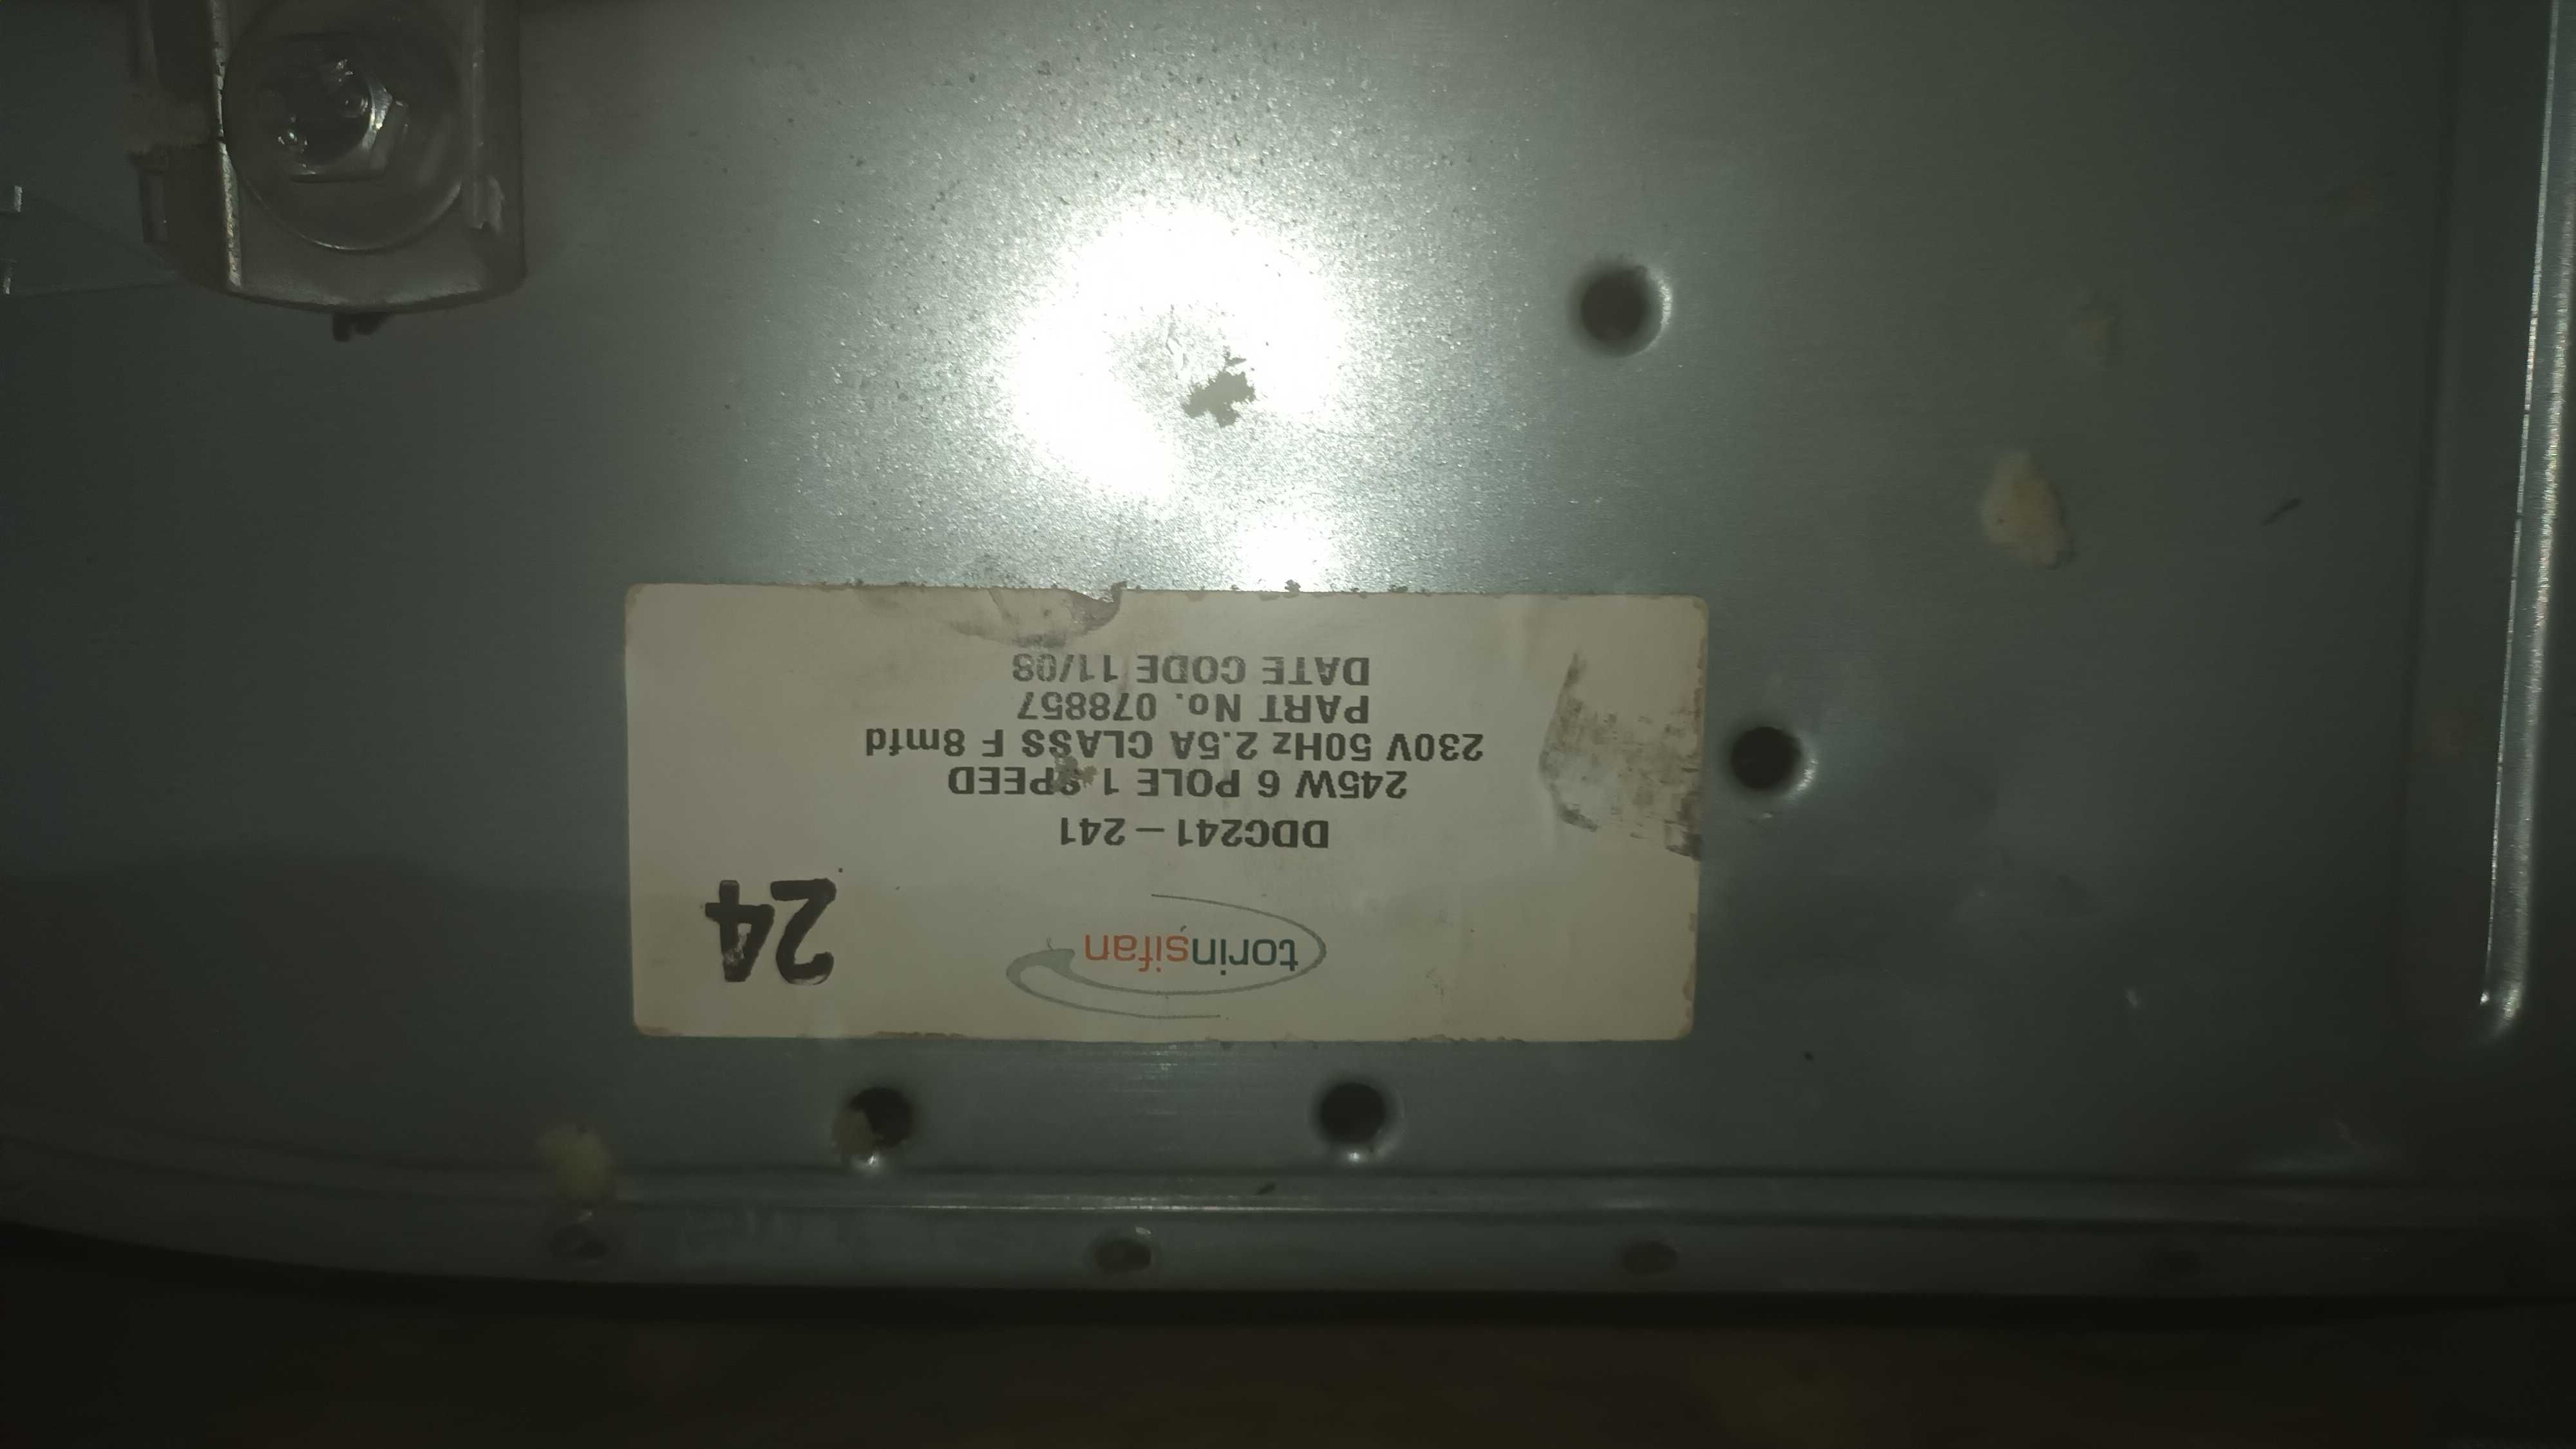 torinsifan
24
DDC241-241
245W 6 POLE 1 SPEED
230V 50Hz 2.5A CLASS F 8mfd
PART No. 078857
DATE CODE 11/08